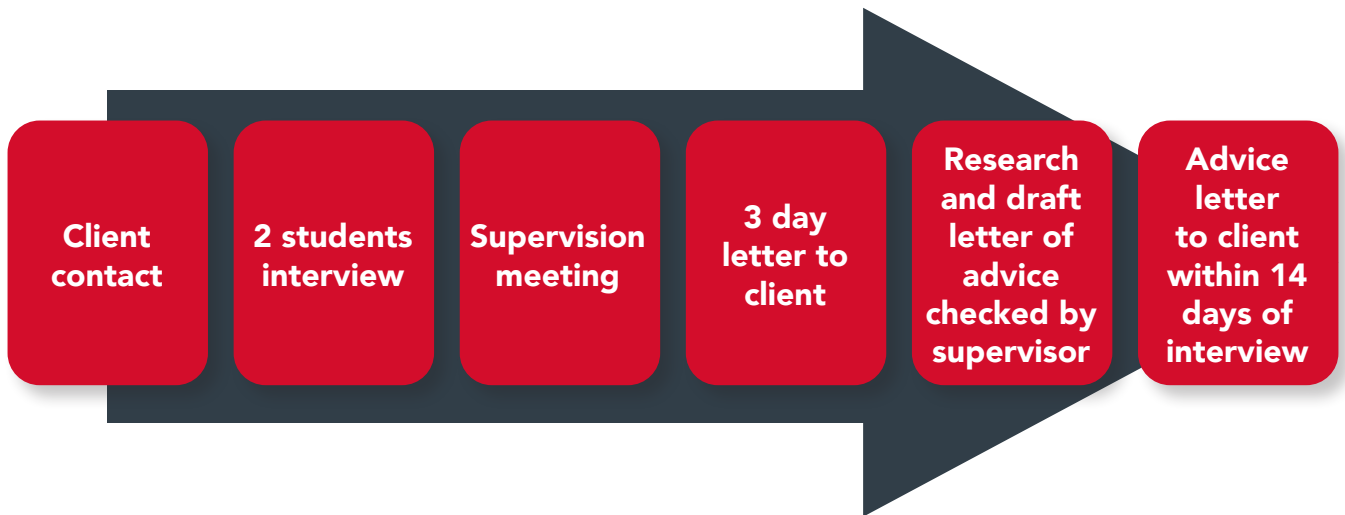 Client
contact
2 students
interview
Supervision
meeting
3 day
letter to
client
Research
and draft
letter of
advice
checked by
supervisor
Advice
letter
to client
within 14
days of
interview